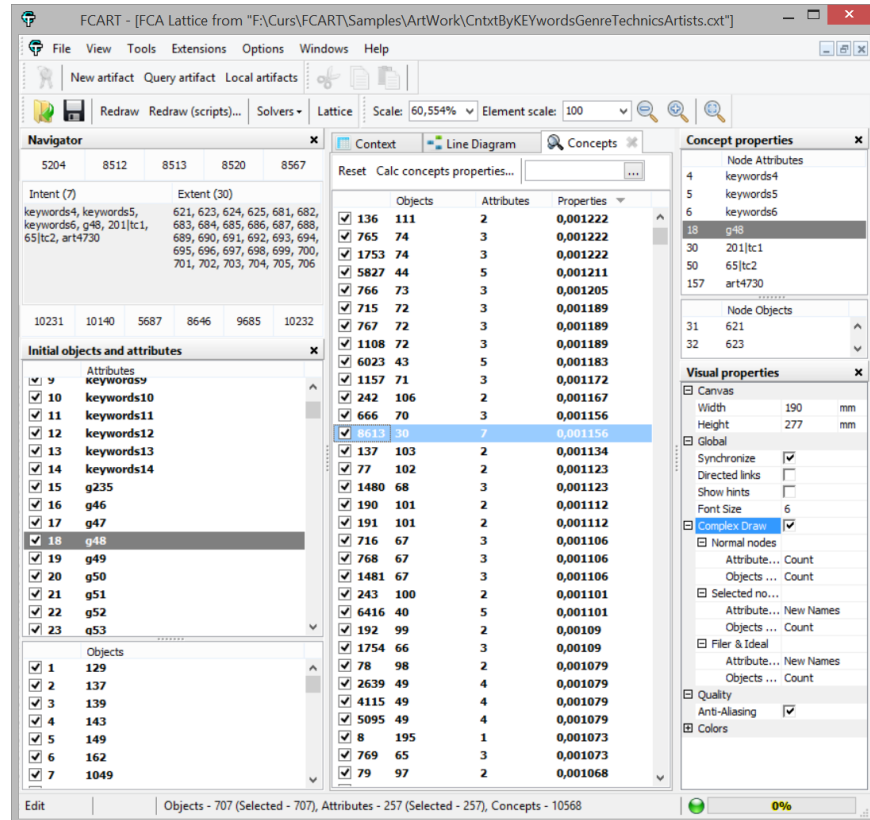 FCART - [FCA Lattice from "F:\Curs\FCART\Samples\ArtWork\CntxtByKEYwordsGenreTechnicsArtists.cxt"]
File View Tools Extensions Options Windows Help
New artifact Query artifact Local artifacts
Redraw Redraw (scripts)... Solvers Lattice Scale: 60,554% Element scale: 100
Navigator
5204 8512 8513 8520 8567
Intent (7) Extent (30)
keywords4, keywords5, 621, 623, 624, 625, 681, 682,
keywords6, g48, 201|tc1, 683, 684, 685, 686, 687, 688,
65|tc2, art4730 689, 690, 691, 692, 693, 694,
695, 696, 697, 698, 699, 700,
701, 702, 703, 704, 705, 706
10231 10140 5687 8646 9685 10232
Initial objects and attributes
Attributes
9 keywords9
10 keywords10
11 keywords11
12 keywords12
13 keywords13
14 keywords14
15 g235
16 g46
17 g47
18 g48
19 g49
20 g50
21 g51
22 g52
23 g53
Objects
1 129
2 137
3 139
4 143
5 149
6 162
7 1049
Context Line Diagram Concepts
Reset Calc concepts properties... ...
Objects Attributes Properties
136 111 2 0,001222
765 74 3 0,001222
1753 74 3 0,001222
5827 44 5 0,001211
766 73 3 0,001205
715 72 3 0,001189
767 72 3 0,001189
1108 72 3 0,001189
6023 43 5 0,001183
1157 71 3 0,001172
242 106 2 0,001167
666 70 3 0,001156
8613 30 7 0,001156
137 103 2 0,001134
77 102 2 0,001123
1480 68 3 0,001123
190 101 2 0,001112
191 101 2 0,001112
716 67 3 0,001106
768 67 3 0,001106
1481 67 3 0,001106
243 100 2 0,001101
6416 40 5 0,001101
192 99 2 0,00109
1754 66 3 0,00109
78 98 2 0,001079
2639 49 4 0,001079
4115 49 4 0,001079
5095 49 4 0,001079
8 195 1 0,001073
769 65 3 0,001073
79 97 2 0,001068
Concept properties
Node Attributes
4 keywords4
5 keywords5
6 keywords6
18 g48
30 201|tc1
50 65|tc2
157 art4730
Node Objects
31 621
32 623
Visual properties
Canvas
Width 190 mm
Height 277 mm
Global
Synchronize
Directed links
Show hints
Font Size 6
Complex Draw
Normal nodes
Attribute... Count
Objects ... Count
Selected no...
Attribute... New Names
Objects ... Count
Filer & Ideal
Attribute... New Names
Objects ... Count
Quality
Anti-Aliasing
Colors
Edit Objects - 707 (Selected - 707), Attributes - 257 (Selected - 257), Concepts - 10568 0%